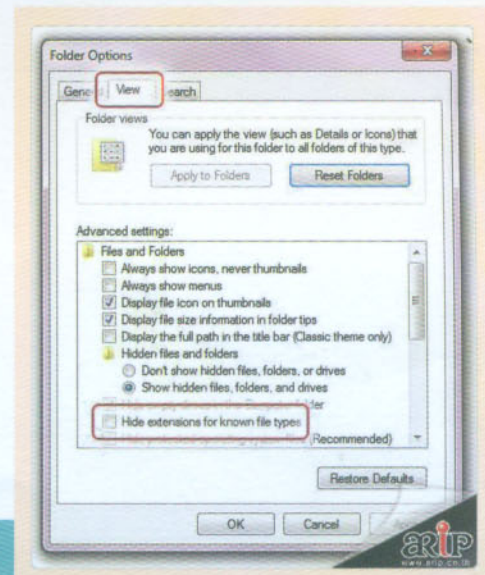 Folder Options
View
Folder views
You can apply the view (such as Details or Icons) that
you are using for this folder to all folders of this type.
Apply to Folders
Reset Folders
Advanced settings:
Files and Folders
Always show icons, never thumbnails
Always show menus
Display file icon on thumbnails
Display file size information in folder tips
Display the full path in the title bar (Classic theme only)
Hidden files and folders
Don't show hidden files, folders, or drives
Show hidden files, folders, and drives
Hide extensions for known file types
(Recommended)
Restore Defaults
OK
Cancel
arip
www.arip.co.th